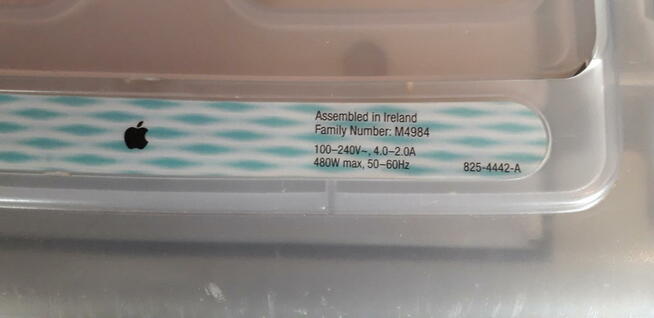 Assembled in Ireland
Family Number: M4984
100–240V~, 4.0–2.0A
480W max, 50–60Hz
825-4442-A